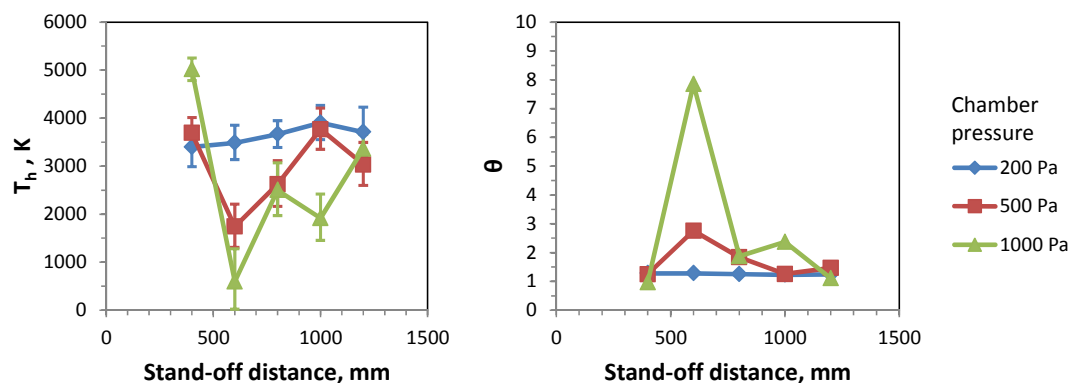 6000
5000
4000
3000
2000
1000
0
T_h , K
0 500 1000 1500
Stand-off distance, mm
10
9
8
7
6
5
4
3
2
1
0
θ
0 500 1000 1500
Stand-off distance, mm
Chamber
pressure
200 Pa
500 Pa
1000 Pa